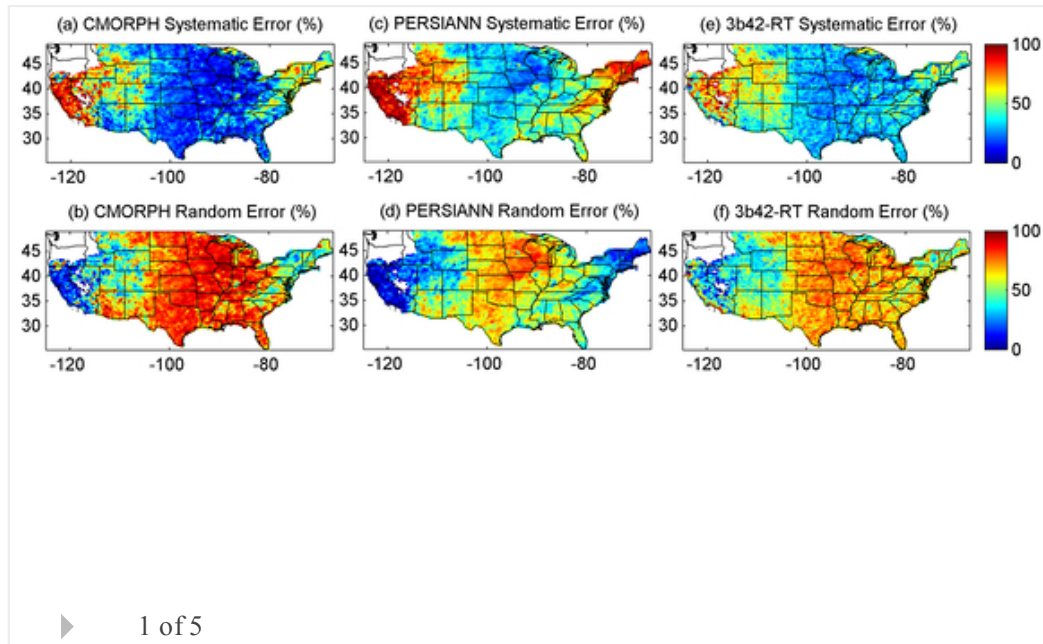 (a) CMORPH Systematic Error (%) (c) PERSIANN Systematic Error (%) (e) 3b42-RT Systematic Error (%)
45 45 45 100
40 40 40
35 35 35 50
30 30 30
0
-120 -100 -80 -120 -100 -80 -120 -100 -80
(b) CMORPH Random Error (%) (d) PERSIANN Random Error (%) (f) 3b42-RT Random Error (%)
45 45 45 100
40 40 40
35 35 35 50
30 30 30
0
-120 -100 -80 -120 -100 -80 -120 -100 -80
1 of 5